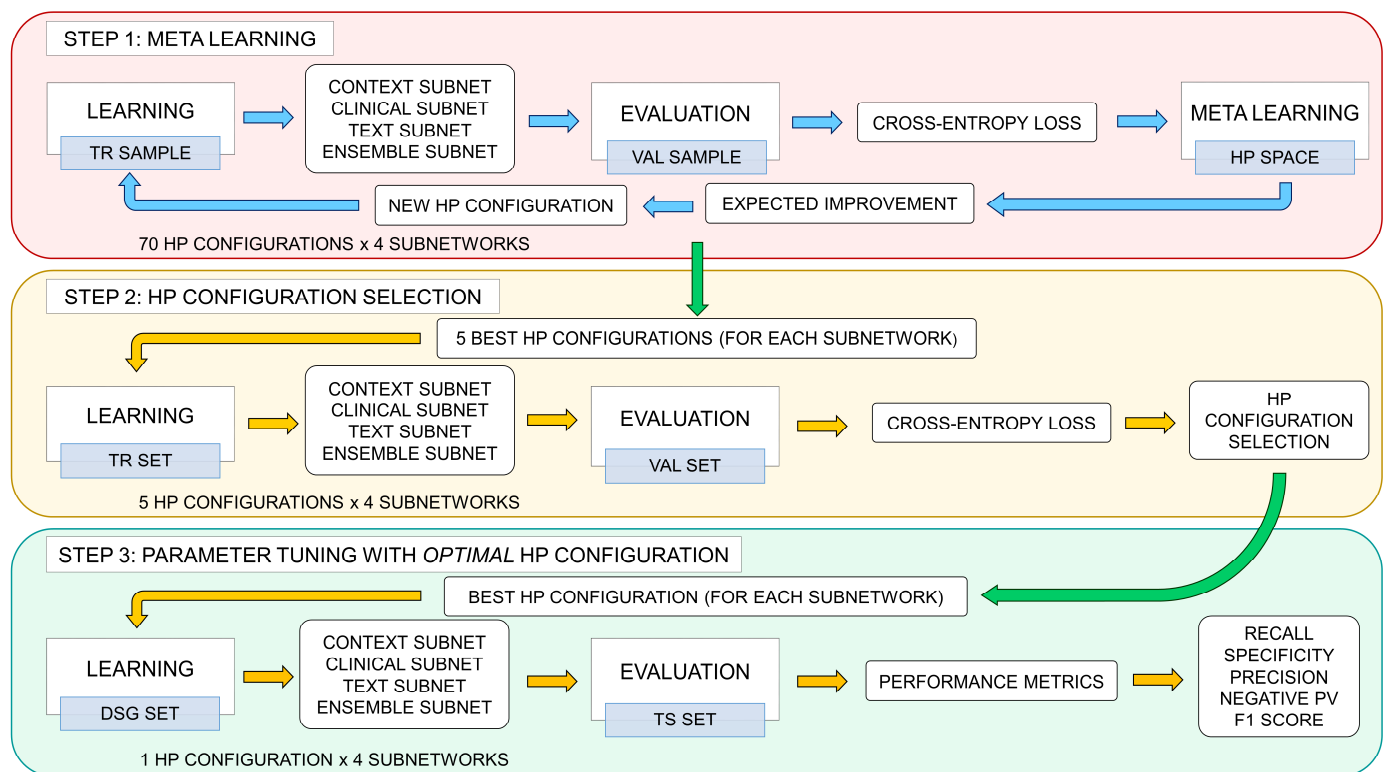 STEP 1: META LEARNING
LEARNING
TR SAMPLE
CONTEXT SUBNET
CLINICAL SUBNET
TEXT SUBNET
ENSEMBLE SUBNET
EVALUATION
VAL SAMPLE
CROSS-ENTROPY LOSS
META LEARNING
HP SPACE
NEW HP CONFIGURATION
EXPECTED IMPROVEMENT
70 HP CONFIGURATIONS x 4 SUBNETWORKS
STEP 2: HP CONFIGURATION SELECTION
5 BEST HP CONFIGURATIONS (FOR EACH SUBNETWORK)
LEARNING
TR SET
CONTEXT SUBNET
CLINICAL SUBNET
TEXT SUBNET
ENSEMBLE SUBNET
EVALUATION
VAL SET
CROSS-ENTROPY LOSS
HP
CONFIGURATION
SELECTION
5 HP CONFIGURATIONS x 4 SUBNETWORKS
STEP 3: PARAMETER TUNING WITH OPTIMAL HP CONFIGURATION
BEST HP CONFIGURATION (FOR EACH SUBNETWORK)
LEARNING
DSG SET
CONTEXT SUBNET
CLINICAL SUBNET
TEXT SUBNET
ENSEMBLE SUBNET
EVALUATION
TS SET
PERFORMANCE METRICS
RECALL
SPECIFICITY
PRECISION
NEGATIVE PV
F1 SCORE
1 HP CONFIGURATION x 4 SUBNETWORKS